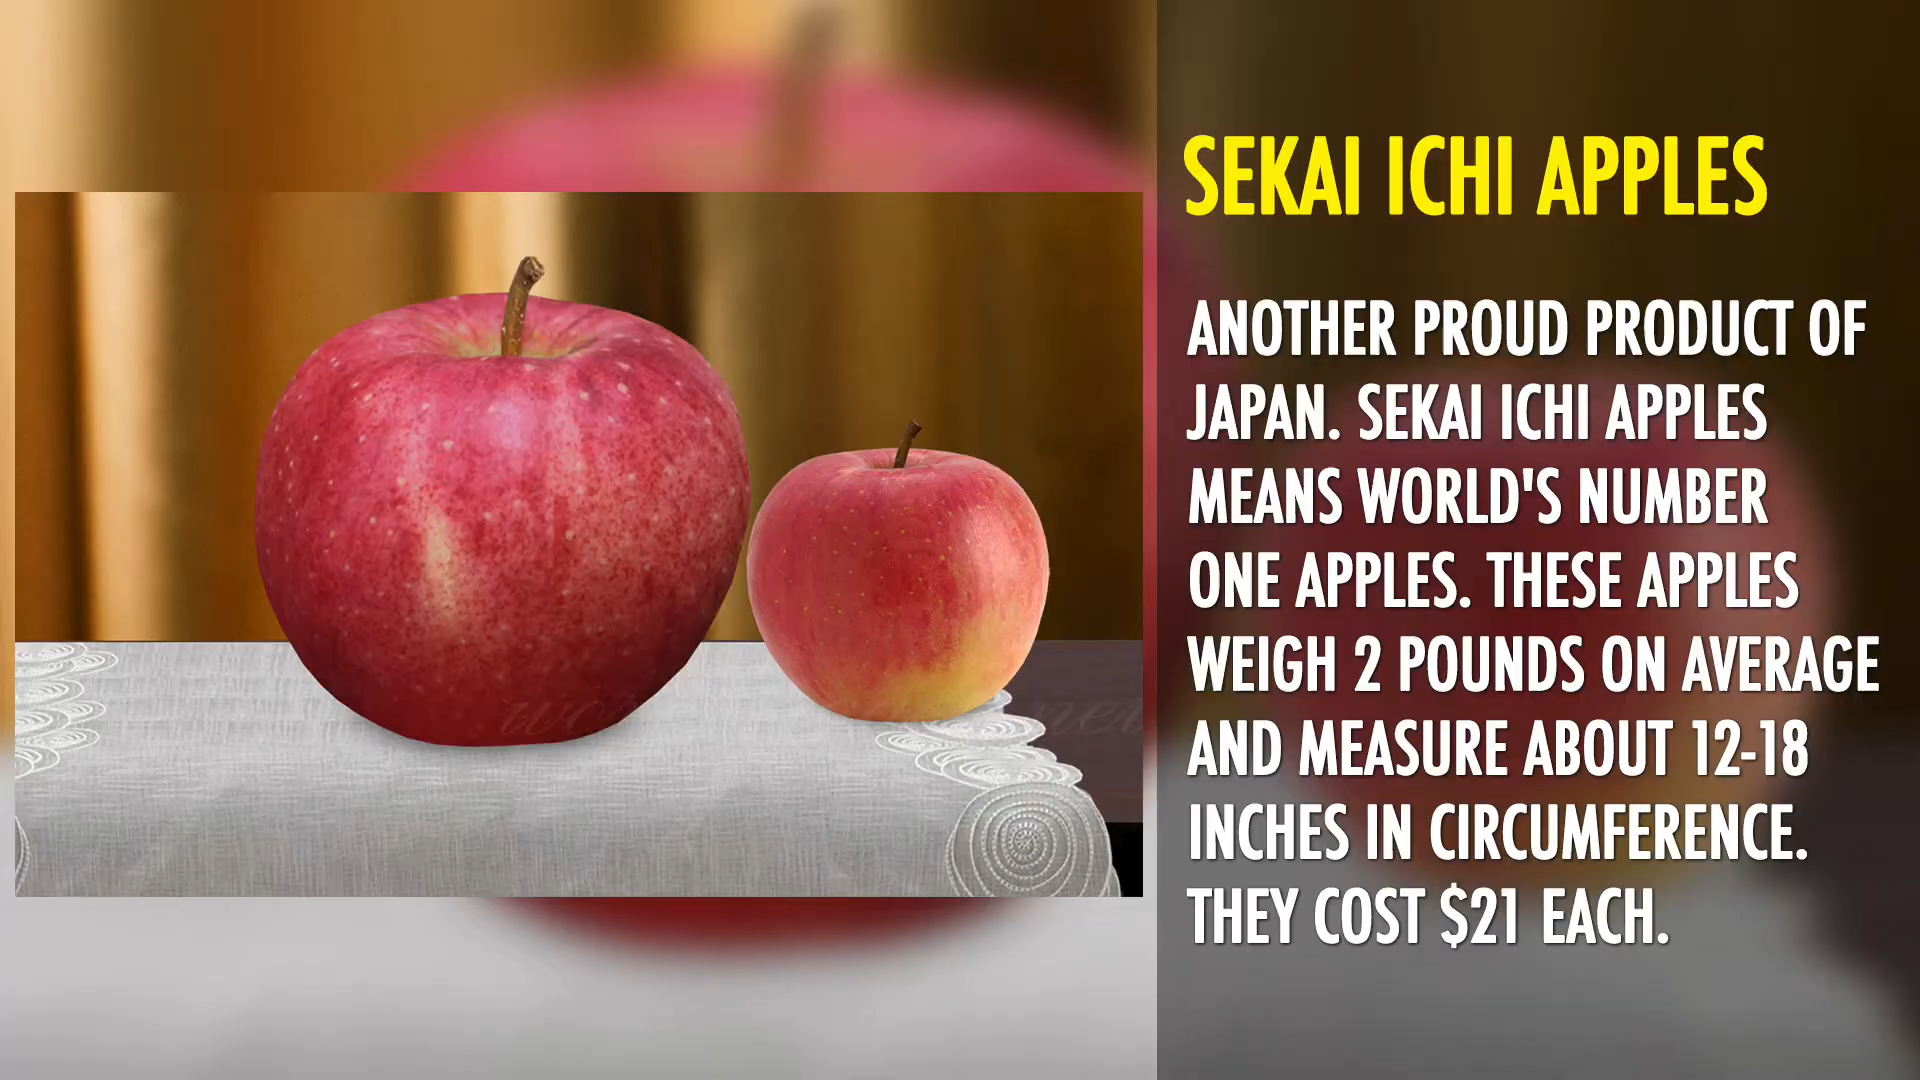 SEKAI ICHI APPLES
ANOTHER PROUD PRODUCT OF
JAPAN. SEKAI ICHI APPLES
MEANS WORLD'S NUMBER
ONE APPLES. THESE APPLES
WEIGH 2 POUNDS ON AVERAGE
AND MEASURE ABOUT 12-18
INCHES IN CIRCUMFERENCE.
THEY COST $21 EACH.